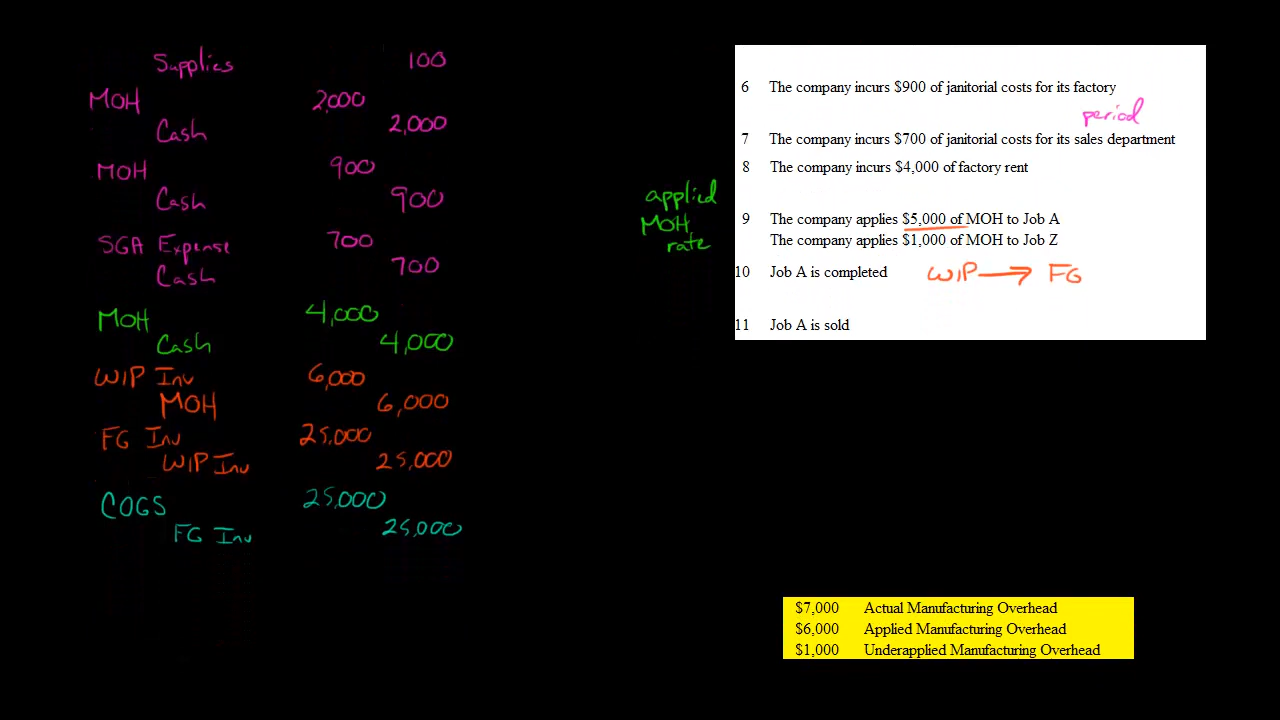 Supplies 100
MOH 2,000
Cash 2,000
MOH 900
Cash 900
SGA Expense 700
Cash 700
MOH 4,000
Cash 4,000
WIP Inv 6,000
MOH 6,000
FG Inv 25,000
WIP Inv 25,000
COGS 25,000
FG Inv 25,000
applied
MOH
rate
6 The company incurs $900 of janitorial costs for its factory
period
7 The company incurs $700 of janitorial costs for its sales department
8 The company incurs $4,000 of factory rent
9 The company applies $5,000 of MOH to Job A
The company applies $1,000 of MOH to Job Z
10 Job A is completed WIP → FG
11 Job A is sold
$7,000 Actual Manufacturing Overhead
$6,000 Applied Manufacturing Overhead
$1,000 Underapplied Manufacturing Overhead